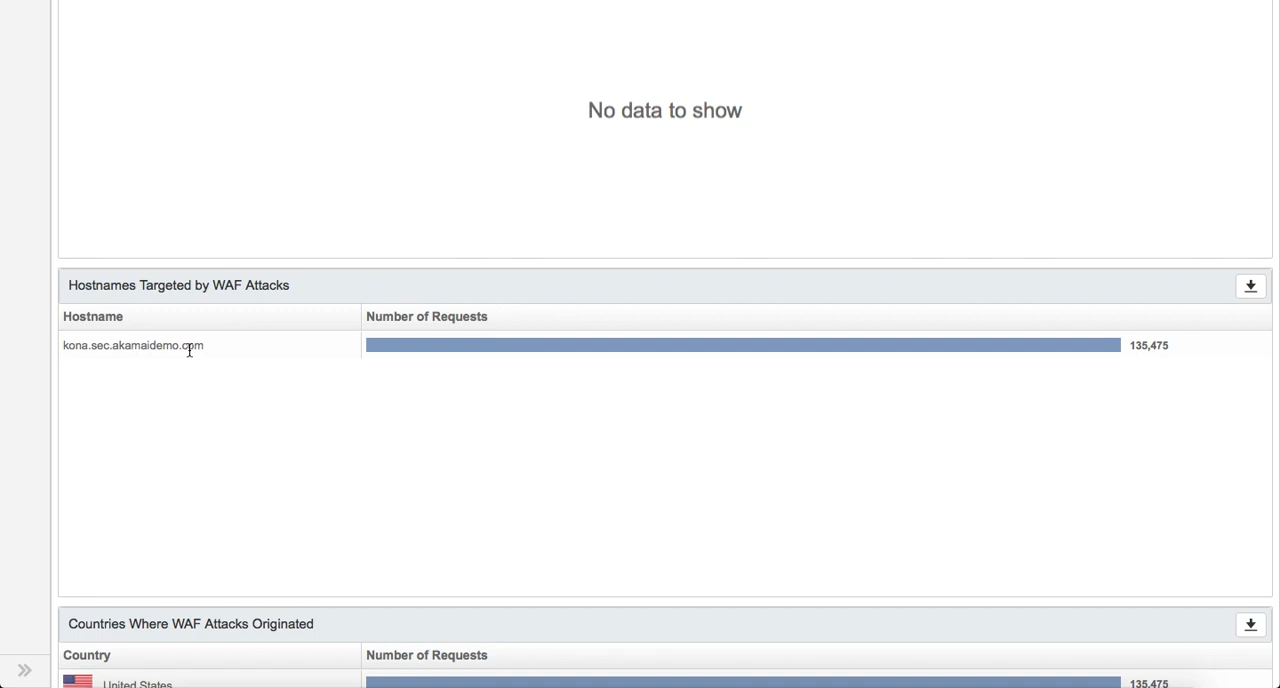 No data to show
Hostnames Targeted by WAF Attacks
Hostname Number of Requests
kona.sec.akamaidemo.com 135,475
Countries Where WAF Attacks Originated
Country Number of Requests
United States 135,475